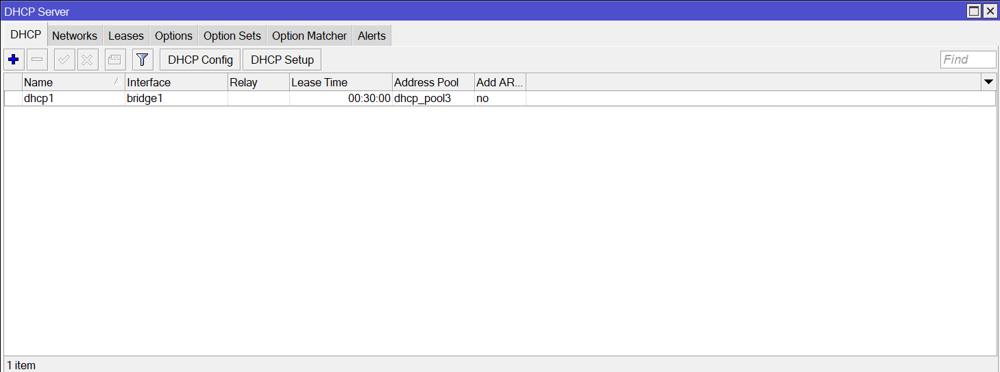 DHCP Server
DHCP Networks Leases Options Option Sets Option Matcher Alerts
DHCP Config DHCP Setup Find
Name Interface Relay Lease Time Address Pool Add AR...
dhcp1 bridge1 00:30:00 dhcp_pool3 no
1 item